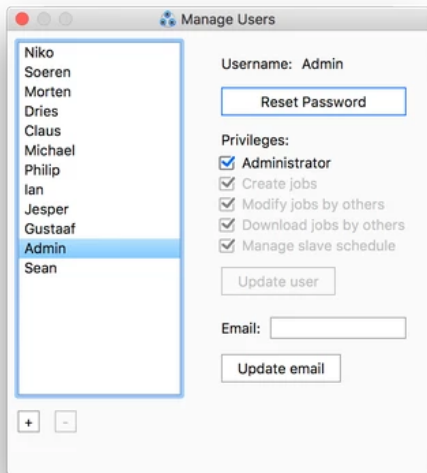 Manage Users
Niko
Soeren
Morten
Dries
Claus
Michael
Philip
Ian
Jesper
Gustaaf
Admin
Sean
+ -
Username: Admin
Reset Password
Privileges:
Administrator
Create jobs
Modify jobs by others
Download jobs by others
Manage slave schedule
Update user
Email:
Update email